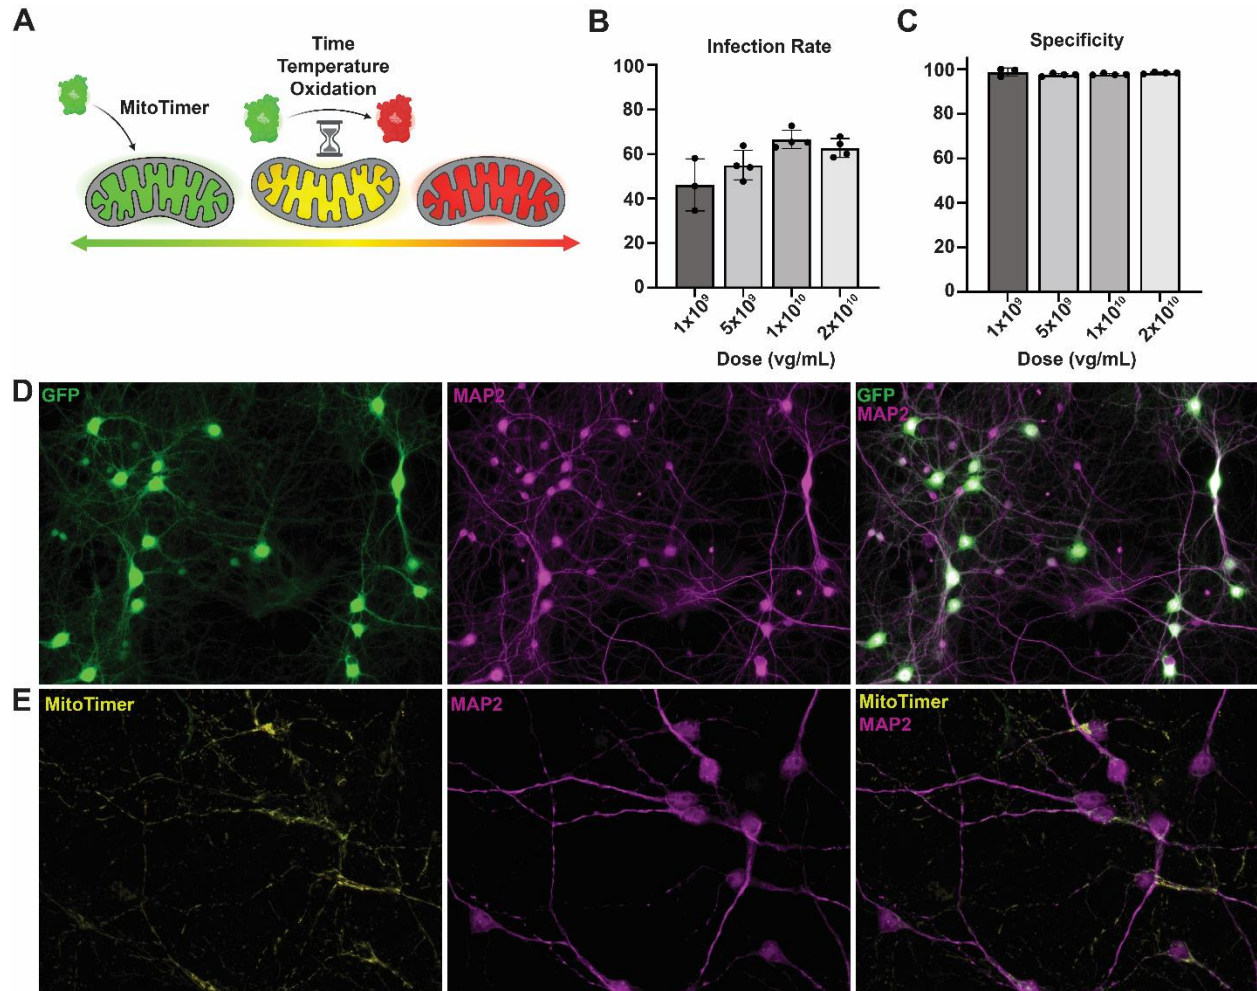 A
Time
Temperature
Oxidation
MitoTimer
B
Infection Rate
100
80
60
40
20
0
1x10⁹
5x10⁹
1x10¹⁰
2x10¹⁰
Dose (vg/mL)
C
Specificity
100
80
60
40
20
0
1x10⁹
5x10⁹
1x10¹⁰
2x10¹⁰
Dose (vg/mL)
D
GFP
MAP2
GFP
MAP2
E
MitoTimer
MAP2
MitoTimer
MAP2